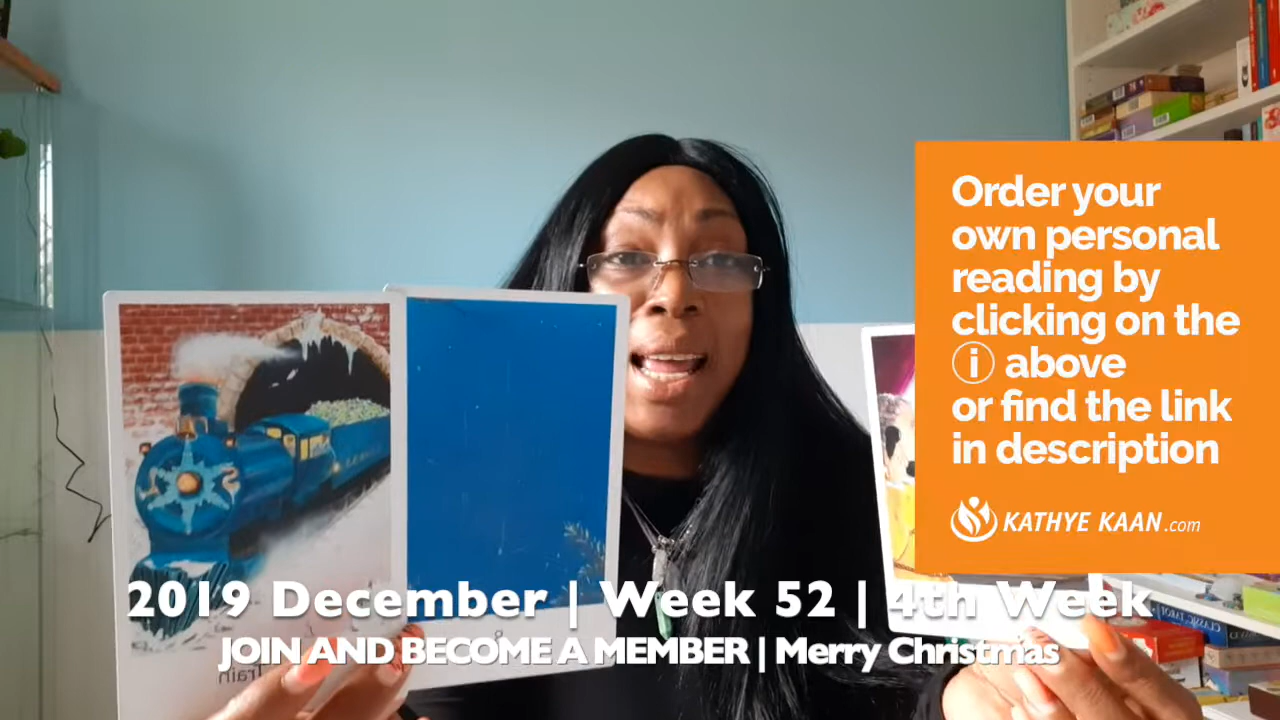 Order your
own personal
reading by
clicking on the
i above
or find the link
in description
KATHYE KAAN.com
2019 December | Week 52 | 4th Week
JOIN AND BECOME A MEMBER | Merry Christmas